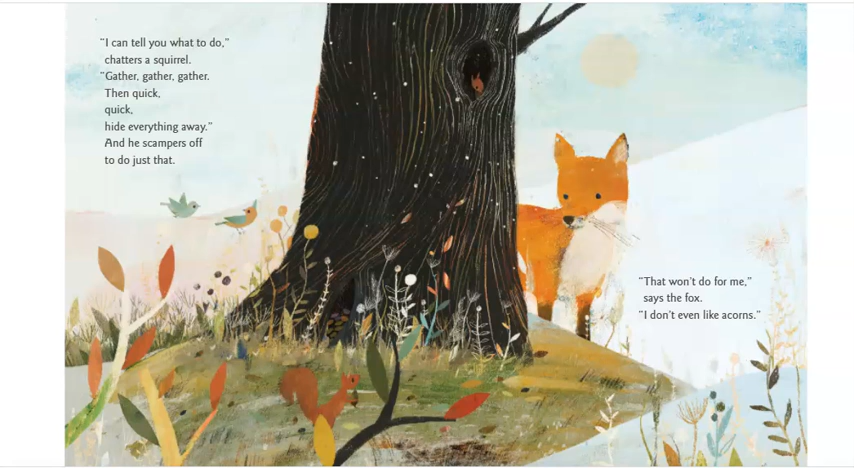 “I can tell you what to do,”
chatters a squirrel.
“Gather, gather, gather.
Then quick,
quick,
hide everything away.”
And he scampers off
to do just that.
“That won’t do for me,”
says the fox.
“I don’t even like acorns.”